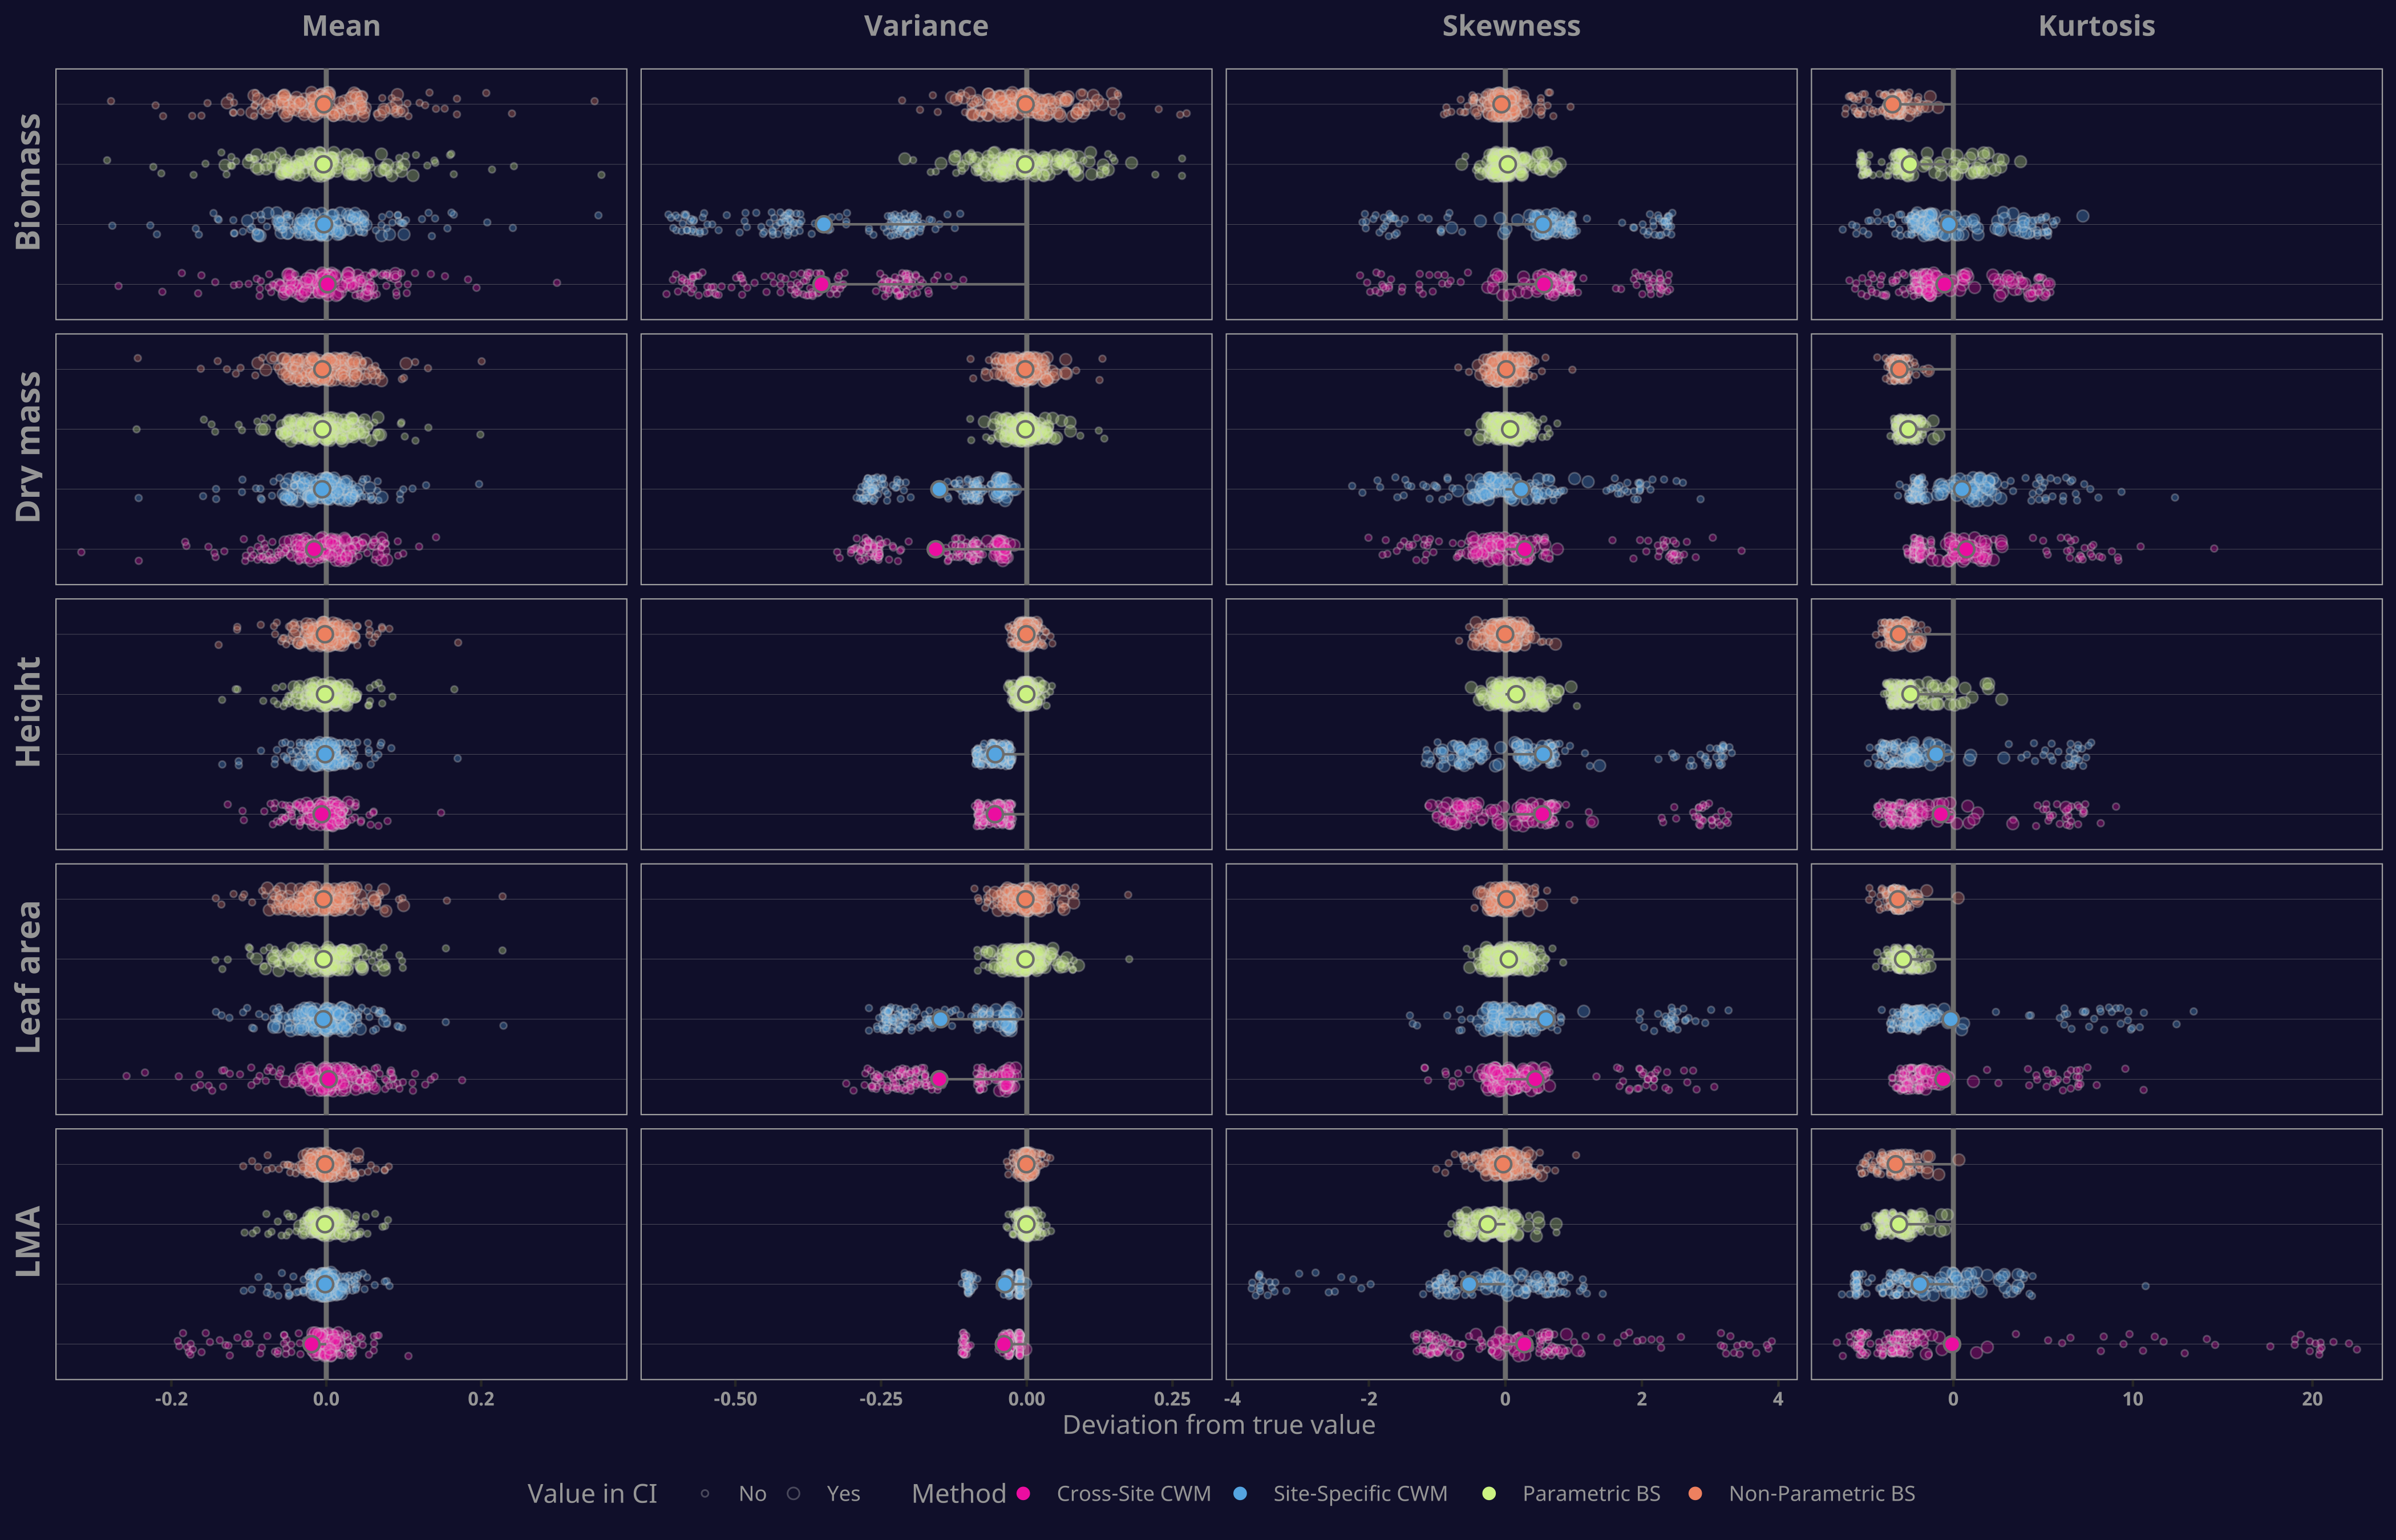 Mean Variance Skewness Kurtosis
Biomass
Dry mass
Height
Leaf area
LMA
-0.2 0.0 0.2 -0.50 -0.25 0.00 0.25 -4 -2 0 2 4 0 10 20
Deviation from true value
Value in CI No Yes Method Cross-Site CWM Site-Specific CWM Parametric BS Non-Parametric BS